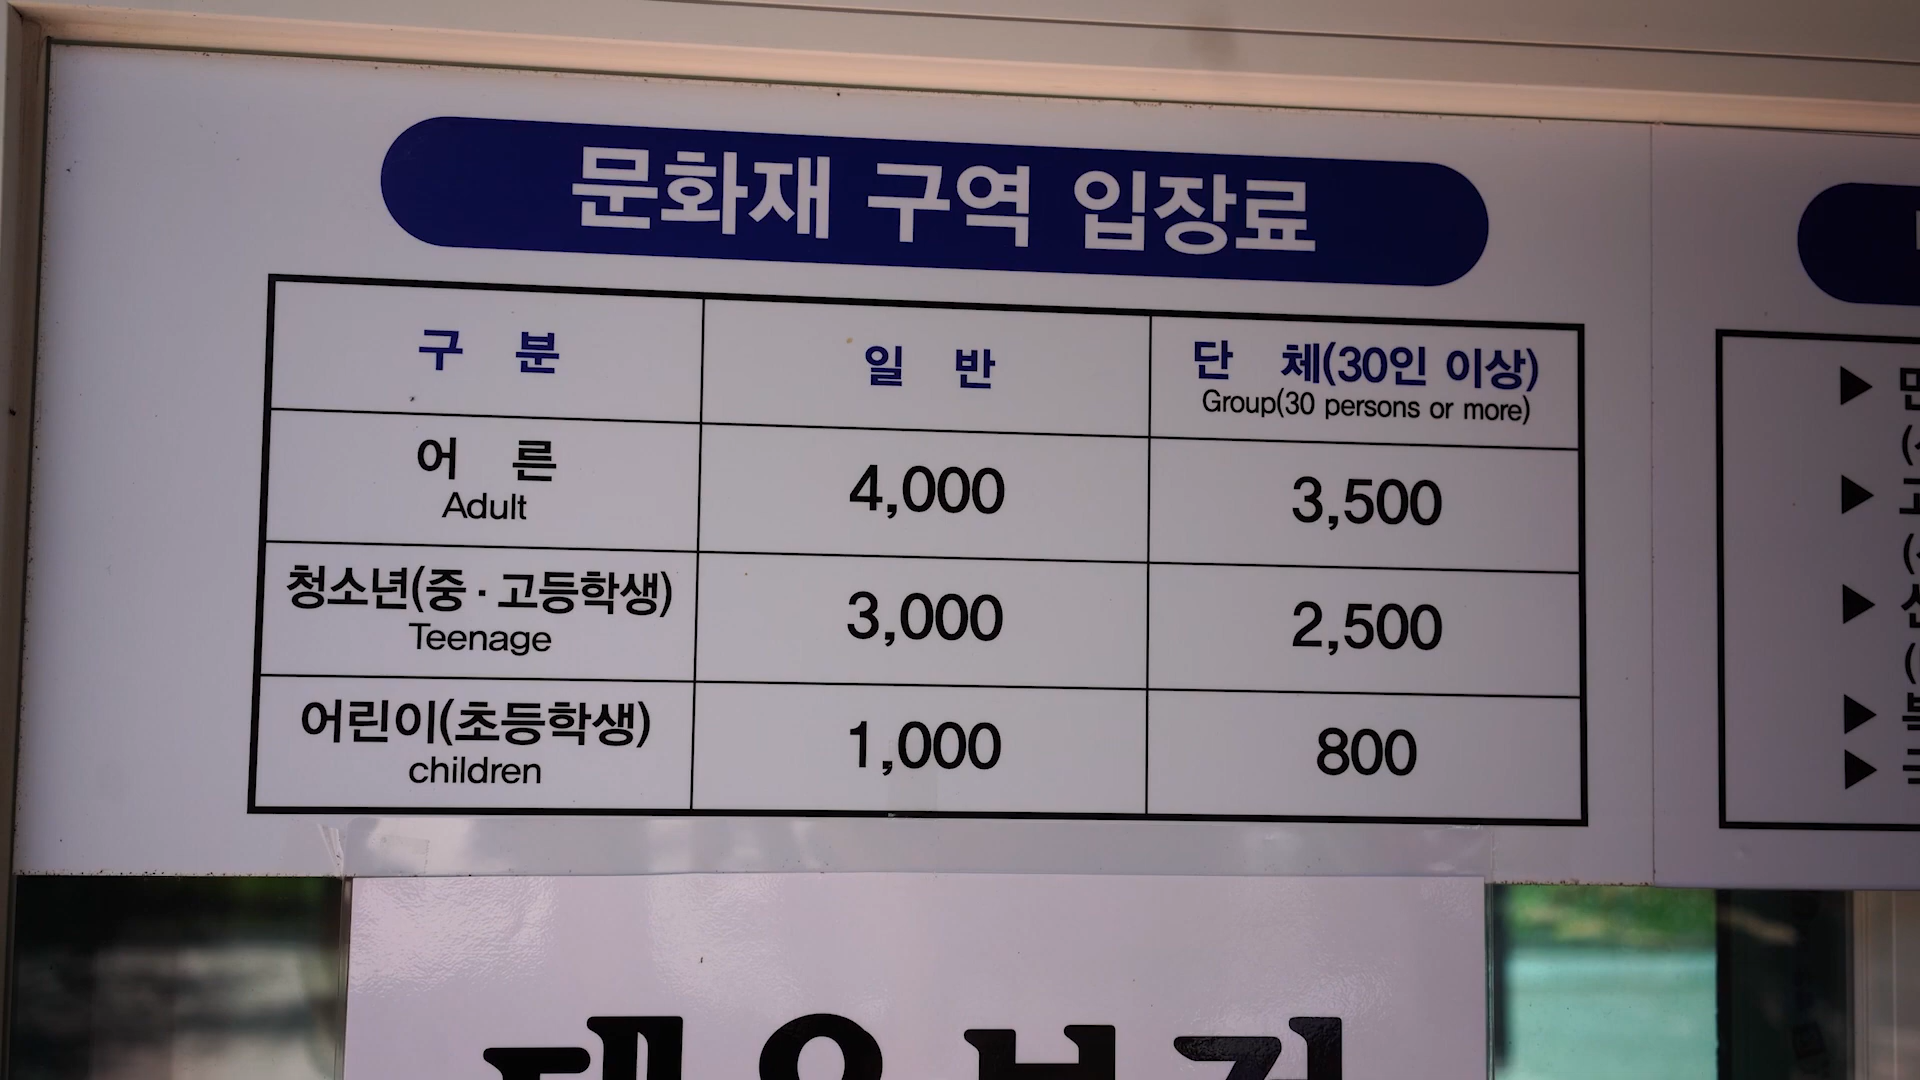 문화재 구역 입장료
구 분
일 반
단 체(30인 이상)
Group(30 persons or more)
어 른
Adult
4,000
3,500
청소년(중·고등학생)
Teenage
3,000
2,500
어린이(초등학생)
children
1,000
800